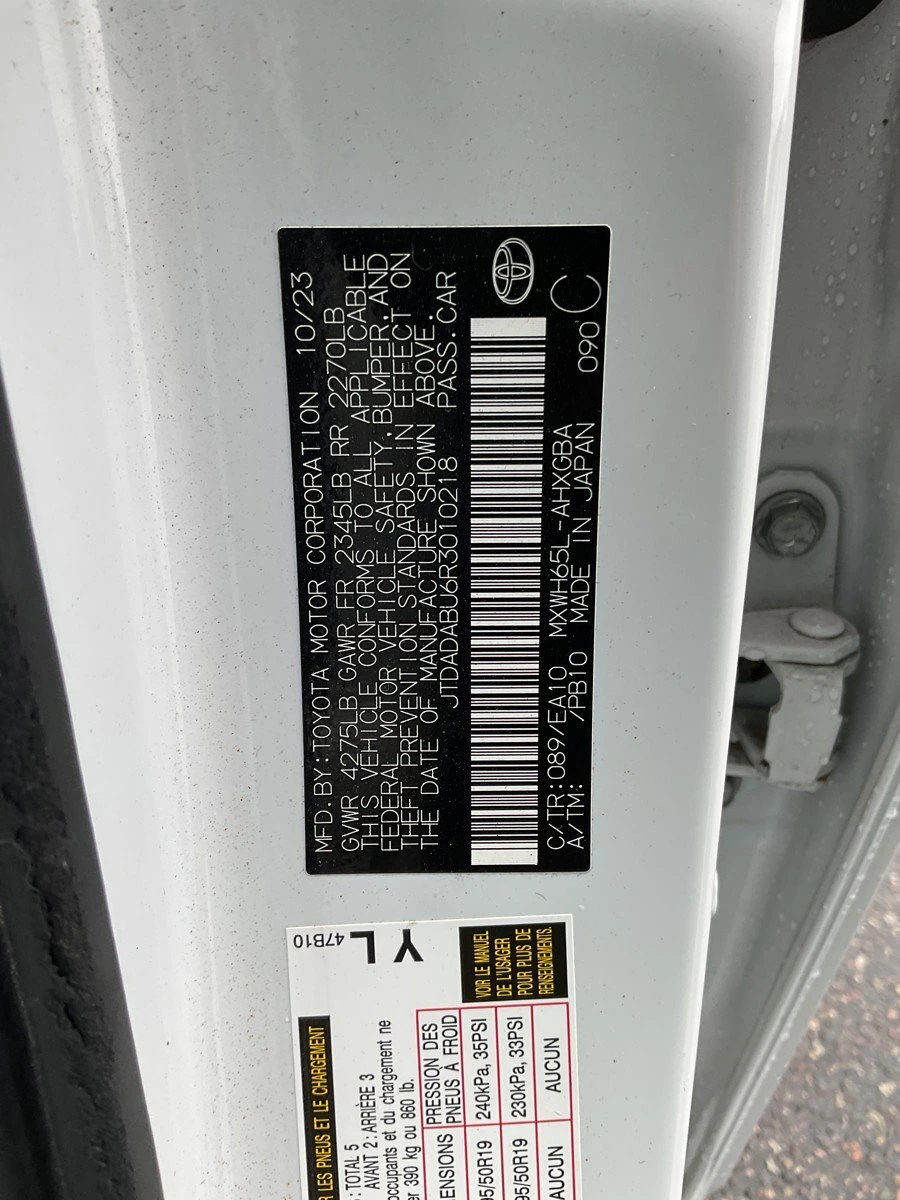 MFD.BY:TOYOTA MOTOR CORPORATION 10/23
GVWR 4275LB GAWR FR 2345LB RR 2270LB
THIS VEHICLE CONFORMS TO ALL APPLICABLE
FEDERAL MOTOR VEHICLE SAFETY,BUMPER,AND
THEFT PREVENTION STANDARDS IN EFFECT ON
THE DATE OF MANUFACTURE SHOWN ABOVE.
JTDADABU6R3010218 PASS.CAR
C/TR:089/EA10 MXWH65L-AHXGBA 090 C
A/TM: /PB10 MADE IN JAPAN
47B10
YL
LES PNEUS ET LE CHARGEMENT
TOTAL 5
AVANT 2:ARRIÈRE 3
occupants et du chargement ne
390 kg ou 860 lb.
PRESSION DES
PNEUS À FROID
240kPa, 35PSI
230kPa, 33PSI
AUCUN
VOIR LE MANUEL
DE L'USAGER
POUR PLUS DE
RENSEIGNEMENTS.
95/50R19
AUCUN